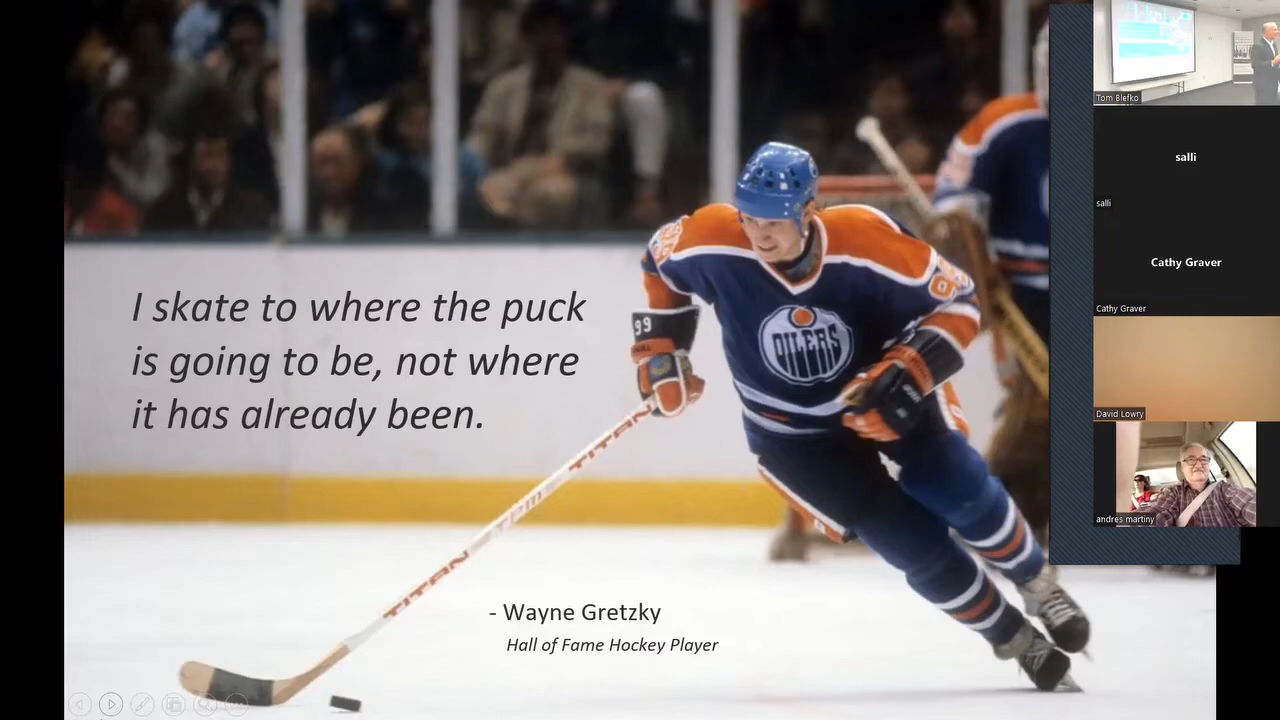 I skate to where the puck
is going to be, not where
it has already been.
- Wayne Gretzky
Hall of Fame Hockey Player
99
99
OILERS
TITAN
TPM
TITAN
Tom Blefko
salli
salli
Cathy Graver
Cathy Graver
David Lowry
andres martiny